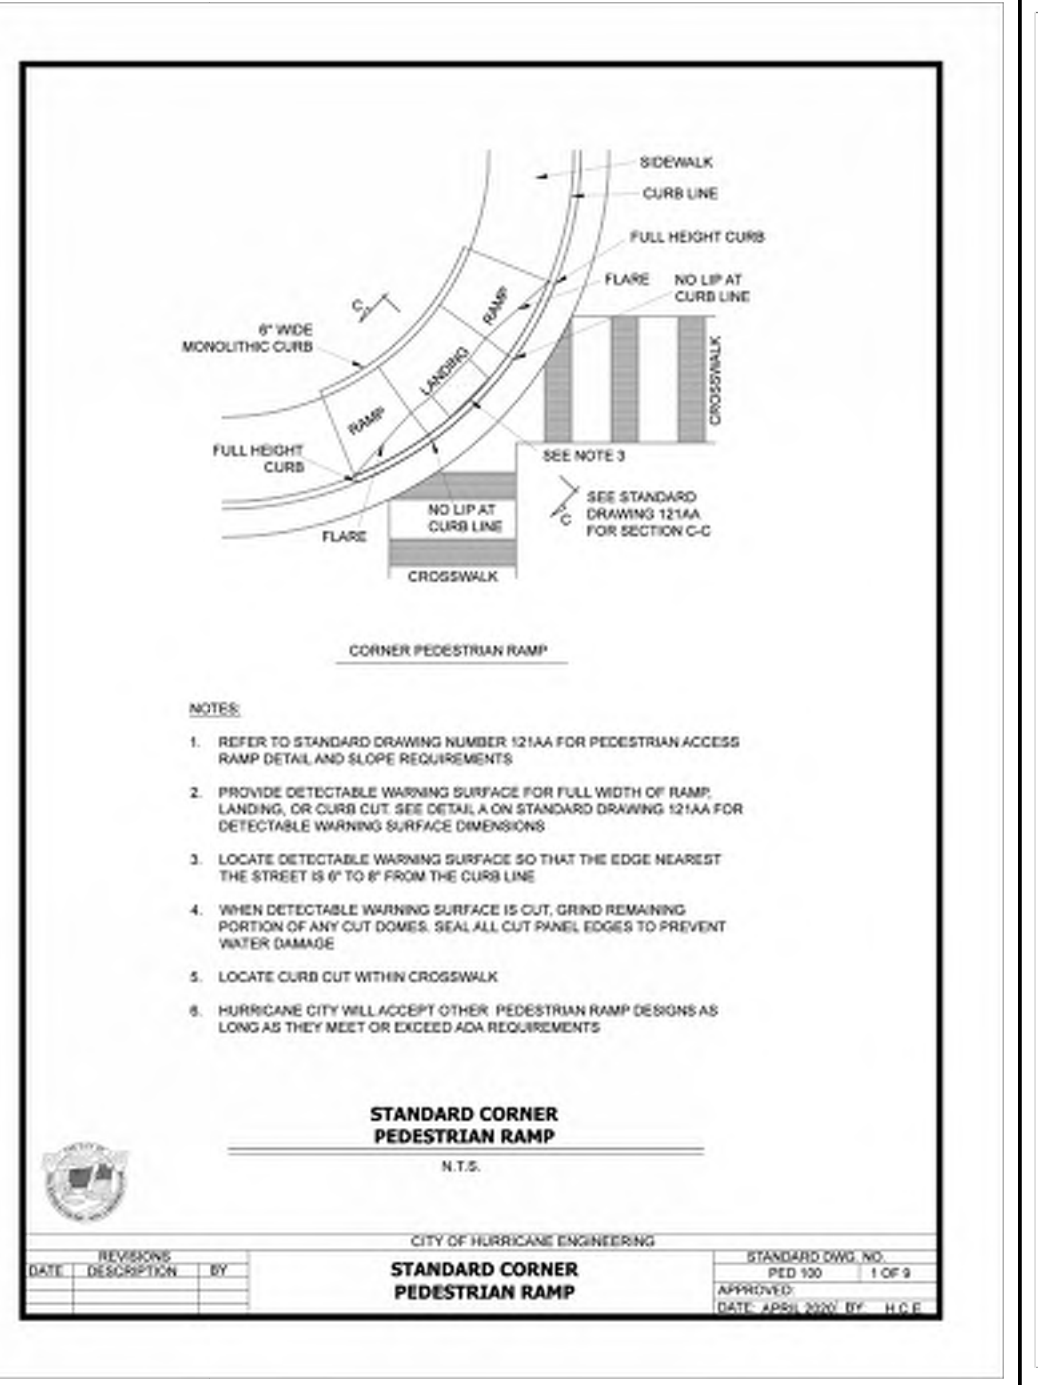 SIDEWALK
CURB LINE
FULL HEIGHT CURB
FLARE
NO LIP AT
CURB LINE
RAMP
C
6" WIDE
MONOLITHIC CURB
LANDING
CROSSWALK
RAMP
FULL HEIGHT
CURB
SEE NOTE 3
SEE STANDARD
DRAWING 121AA
FOR SECTION C-C
C
NO LIP AT
CURB LINE
FLARE
CROSSWALK
CORNER PEDESTRIAN RAMP
NOTES:
1. REFER TO STANDARD DRAWING NUMBER 121AA FOR PEDESTRIAN ACCESS
RAMP DETAIL AND SLOPE REQUIREMENTS
2. PROVIDE DETECTABLE WARNING SURFACE FOR FULL WIDTH OF RAMP,
LANDING, OR CURB CUT. SEE DETAIL A ON STANDARD DRAWING 121AA FOR
DETECTABLE WARNING SURFACE DIMENSIONS
3. LOCATE DETECTABLE WARNING SURFACE SO THAT THE EDGE NEAREST
THE STREET IS 6" TO 8" FROM THE CURB LINE
4. WHEN DETECTABLE WARNING SURFACE IS CUT, GRIND REMAINING
PORTION OF ANY CUT DOMES. SEAL ALL CUT PANEL EDGES TO PREVENT
WATER DAMAGE
5. LOCATE CURB CUT WITHIN CROSSWALK
6. HURRICANE CITY WILL ACCEPT OTHER PEDESTRIAN RAMP DESIGNS AS
LONG AS THEY MEET OR EXCEED ADA REQUIREMENTS
STANDARD CORNER
PEDESTRIAN RAMP
N.T.S.
CITY OF HURRICANE ENGINEERING
REVISIONS
DATE DESCRIPTION BY
STANDARD CORNER
PEDESTRIAN RAMP
STANDARD DWG. NO.
PED 100 1 OF 9
APPROVED:
DATE: APRIL 2020 BY: H.C.E.